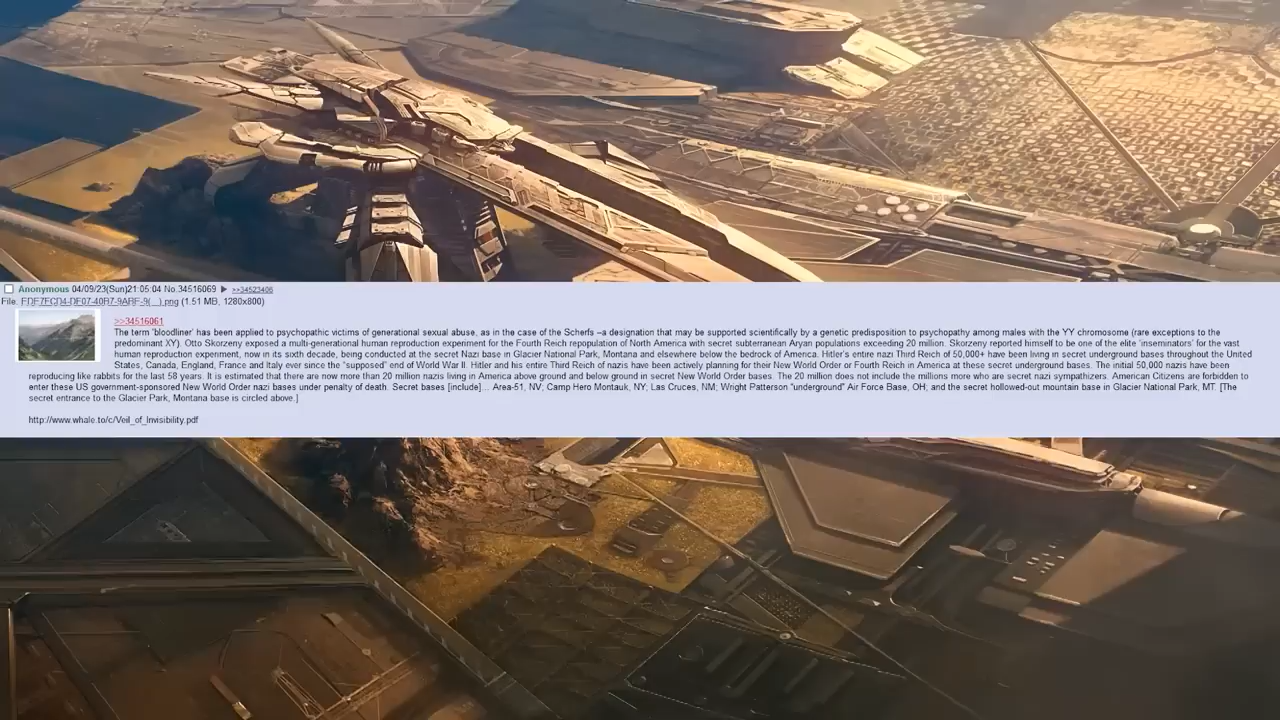 Anonymous 04/09/23(Sun)21:05:04 No.34516069 ▶ >>34523406
File: EDF7FCD4-DF07-40B7-9ABF-9(...).png (1.51 MB, 1280x800)
>>34516061
The term 'bloodliner' has been applied to psychopathic victims of generational sexual abuse, as in the case of the Scherfs –a designation that may be supported scientifically by a genetic predisposition to psychopathy among males with the YY chromosome (rare exceptions to the
predominant XY). Otto Skorzeny exposed a multi-generational human reproduction experiment for the Fourth Reich repopulation of North America with secret subterranean Aryan populations exceeding 20 million. Skorzeny reported himself to be one of the elite 'inseminators' for the vast
human reproduction experiment, now in its sixth decade, being conducted at the secret Nazi base in Glacier National Park, Montana and elsewhere below the bedrock of America. Hitler's entire nazi Third Reich of 50,000+ have been living in secret underground bases throughout the United
States, Canada, England, France and Italy ever since the "supposed" end of World War II. Hitler and his entire Third Reich of nazis have been actively planning for their New World Order or Fourth Reich in America at these secret underground bases. The initial 50,000 nazis have been
reproducing like rabbits for the last 58 years. It is estimated that there are now more than 20 million nazis living in America above ground and below ground in secret New World Order bases. The 20 million does not include the millions more who are secret nazi sympathizers. American Citizens are forbidden to
enter these US government-sponsored New World Order nazi bases under penalty of death. Secret bases [include]... Area-51, NV; Camp Hero Montauk, NY; Las Cruces, NM; Wright Patterson "underground" Air Force Base, OH; and the secret hollowed-out mountain base in Glacier National Park, MT. [The
secret entrance to the Glacier Park, Montana base is circled above.]
http://www.whale.to/c/Veil_of_Invisibility.pdf